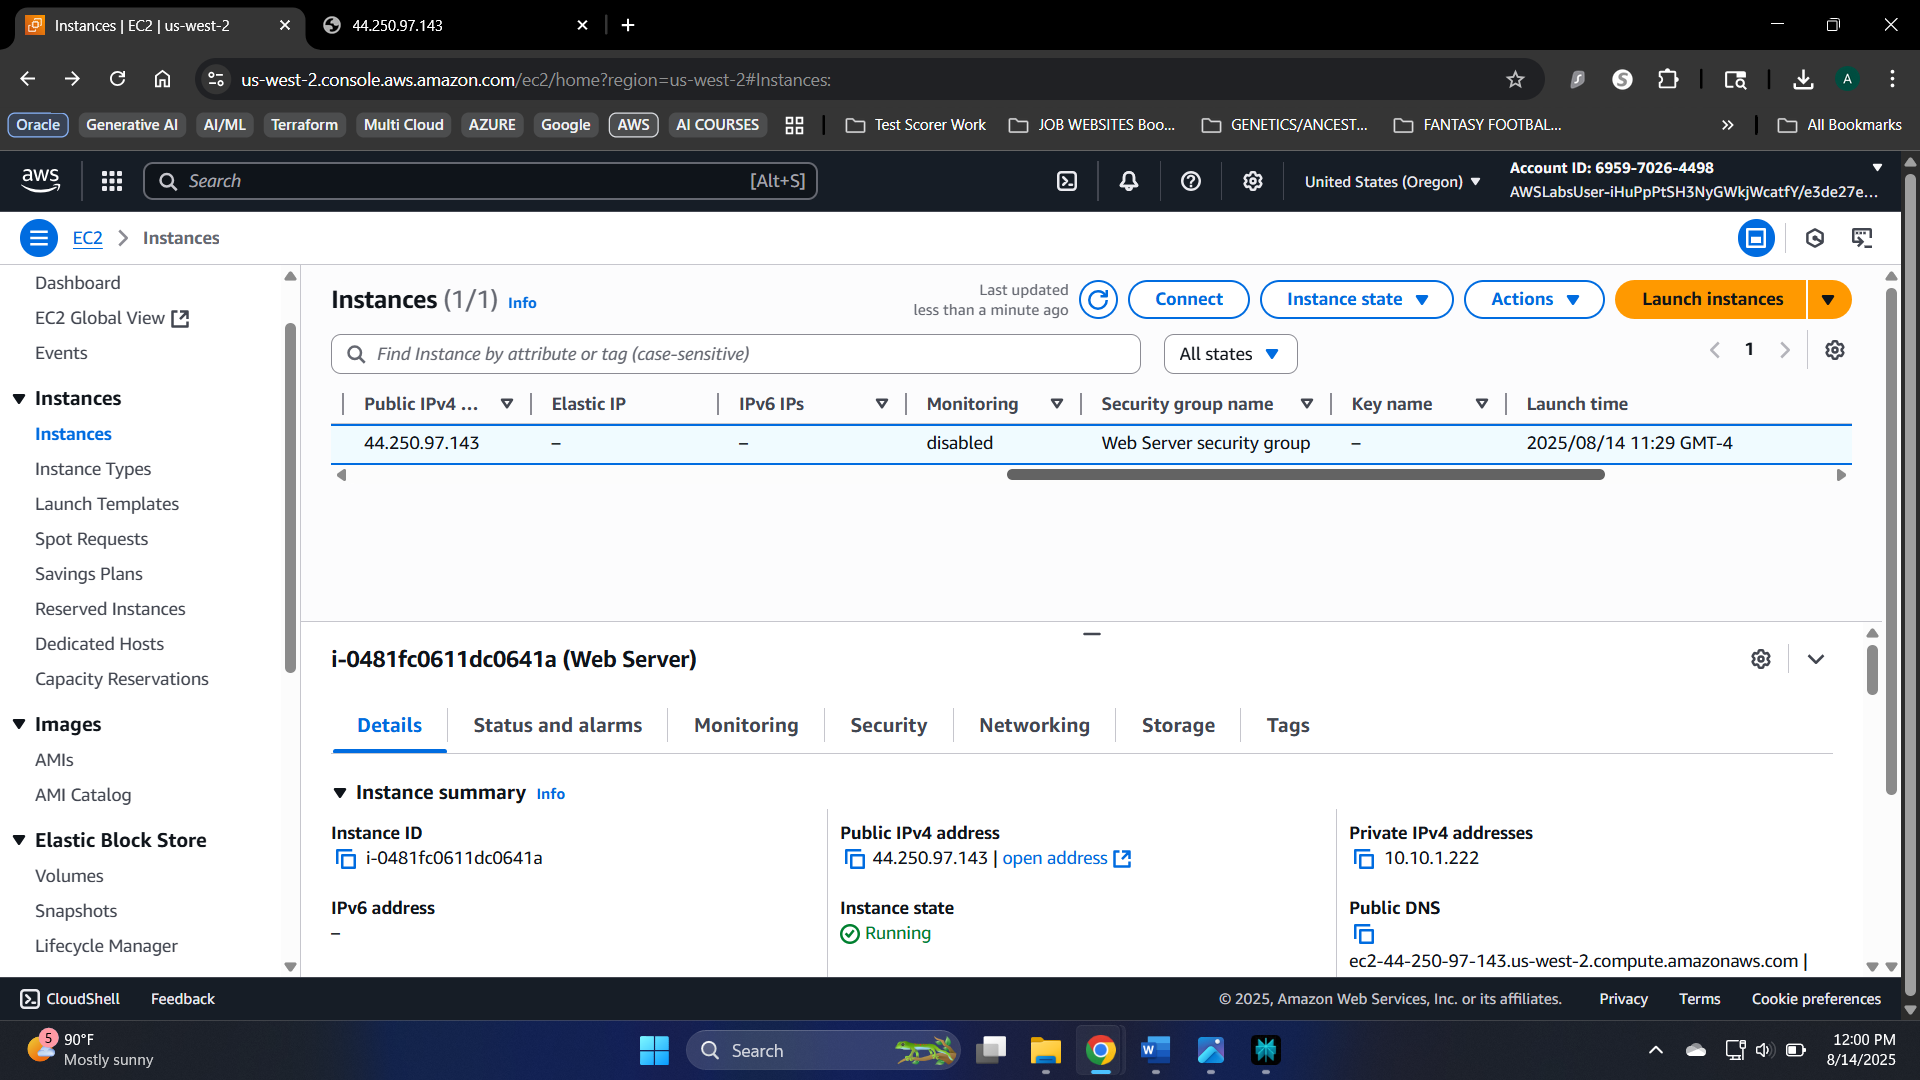 Instances | EC2 | us-west-2
44.250.97.143
us-west-2.console.aws.amazon.com/ec2/home?region=us-west-2#Instances:
A
Oracle
Generative AI
AI/ML
Terraform
Multi Cloud
AZURE
Google
AWS
AI COURSES
Test Scorer Work
JOB WEBSITES Boo...
GENETICS/ANCEST...
FANTASY FOOTBAL...
All Bookmarks
aws
Search
[Alt+S]
United States (Oregon)
Account ID: 6959-7026-4498
AWSLabsUser-iHuPpPtSH3NyGWkjWcatfY/e3de27e...
EC2
Instances
Dashboard
EC2 Global View
Events
Instances
Instances
Instance Types
Launch Templates
Spot Requests
Savings Plans
Reserved Instances
Dedicated Hosts
Capacity Reservations
Images
AMIs
AMI Catalog
Elastic Block Store
Volumes
Snapshots
Lifecycle Manager
Instances (1/1) Info
Last updated
less than a minute ago
Connect
Instance state
Actions
Launch instances
Find Instance by attribute or tag (case-sensitive)
All states
1
Public IPv4 ...
Elastic IP
IPv6 IPs
Monitoring
Security group name
Key name
Launch time
44.250.97.143
–
–
disabled
Web Server security group
–
2025/08/14 11:29 GMT-4
i-0481fc0611dc0641a (Web Server)
Details
Status and alarms
Monitoring
Security
Networking
Storage
Tags
Instance summary Info
Instance ID
i-0481fc0611dc0641a
Public IPv4 address
44.250.97.143 | open address
Private IPv4 addresses
10.10.1.222
IPv6 address
–
Instance state
Running
Public DNS
ec2-44-250-97-143.us-west-2.compute.amazonaws.com |
CloudShell
Feedback
© 2025, Amazon Web Services, Inc. or its affiliates.
Privacy
Terms
Cookie preferences
5
90°F
Mostly sunny
Search
W
12:00 PM
8/14/2025